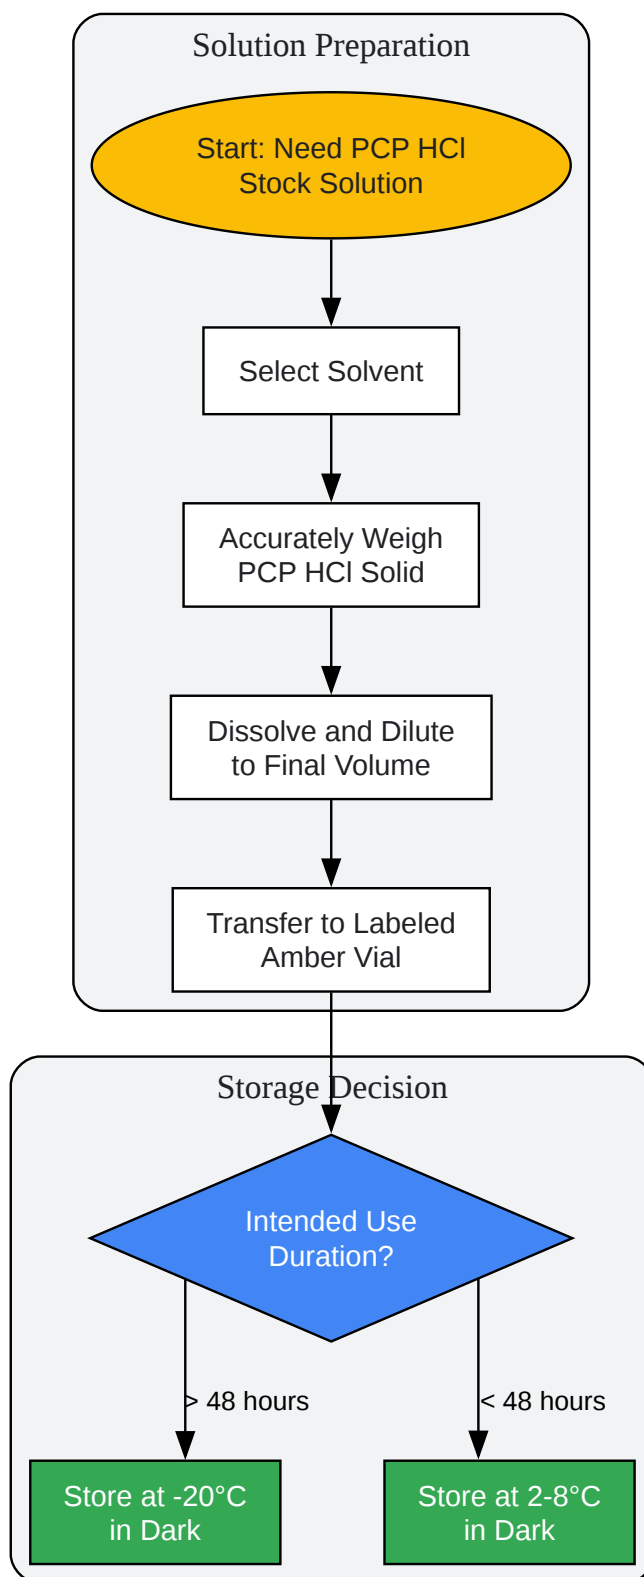 Solution Preparation
Start: Need PCP HCl
Stock Solution
Select Solvent
Accurately Weigh
PCP HCl Solid
Dissolve and Dilute
to Final Volume
Transfer to Labeled
Amber Vial
Storage Decision
Intended Use
Duration?
> 48 hours
< 48 hours
Store at -20°C
in Dark
Store at 2-8°C
in Dark